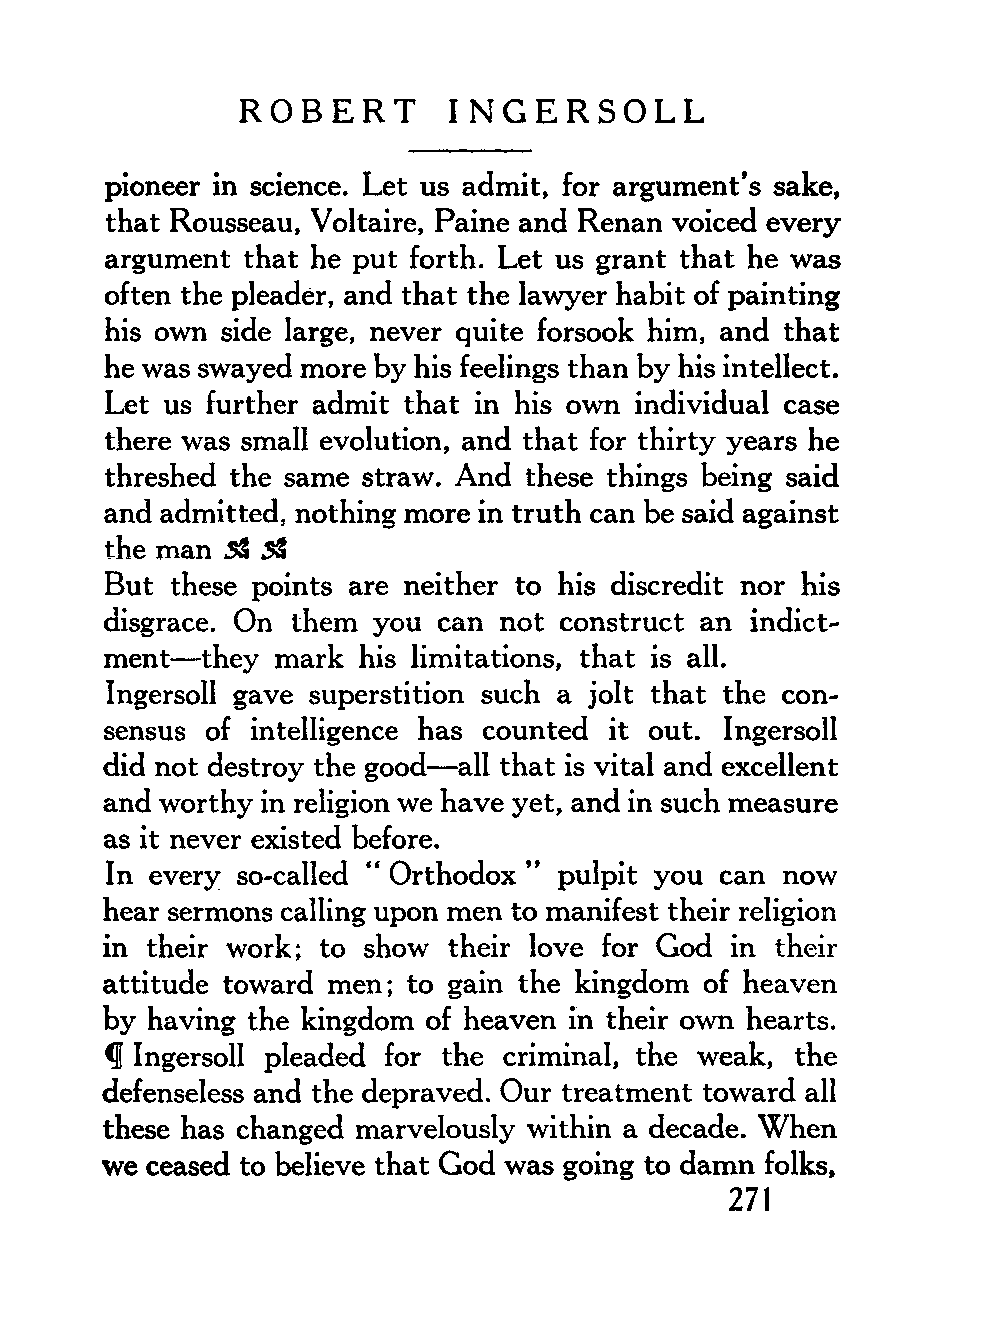 ROBERT INGERSOLL
pioneer in science. Let us admit, for argument's sake,
that Rousseau, Voltaire, Paine and Renan voiced every
argument that he put forth. Let us grant that he was
often the pleader, and that the lawyer habit of painting
his own side large, never quite forsook him, and that
he was swayed more by his feelings than by his intellect.
Let us further admit that in his own individual case
there was small evolution, and that for thirty years he
threshed the same straw. And these things being said
and admitted, nothing more in truth can be said against
the man
But these points are neither to his discredit nor his
disgrace. On them you can not construct an indict-
ment—they mark his limitations, that is all.
Ingersoll gave superstition such a jolt that the con-
sensus of intelligence has counted it out. Ingersoll
did not destroy the good—all that is vital and excellent
and worthy in religion we have yet, and in such measure
as it never existed before.
In every so-called “ Orthodox ” pulpit you can now
hear sermons calling upon men to manifest their religion
in their work; to show their love for God in their
attitude toward men; to gain the kingdom of heaven
by having the kingdom of heaven in their own hearts.
¶ Ingersoll pleaded for the criminal, the weak, the
defenseless and the depraved. Our treatment toward all
these has changed marvelously within a decade. When
we ceased to believe that God was going to damn folks,
271